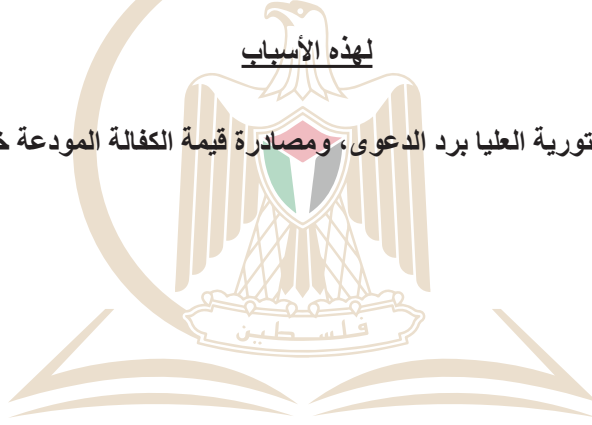 لهذه الأسباب
تورية العليا برد الدعوى، ومصادرة قيمة الكفالة المودعة
فلسطين